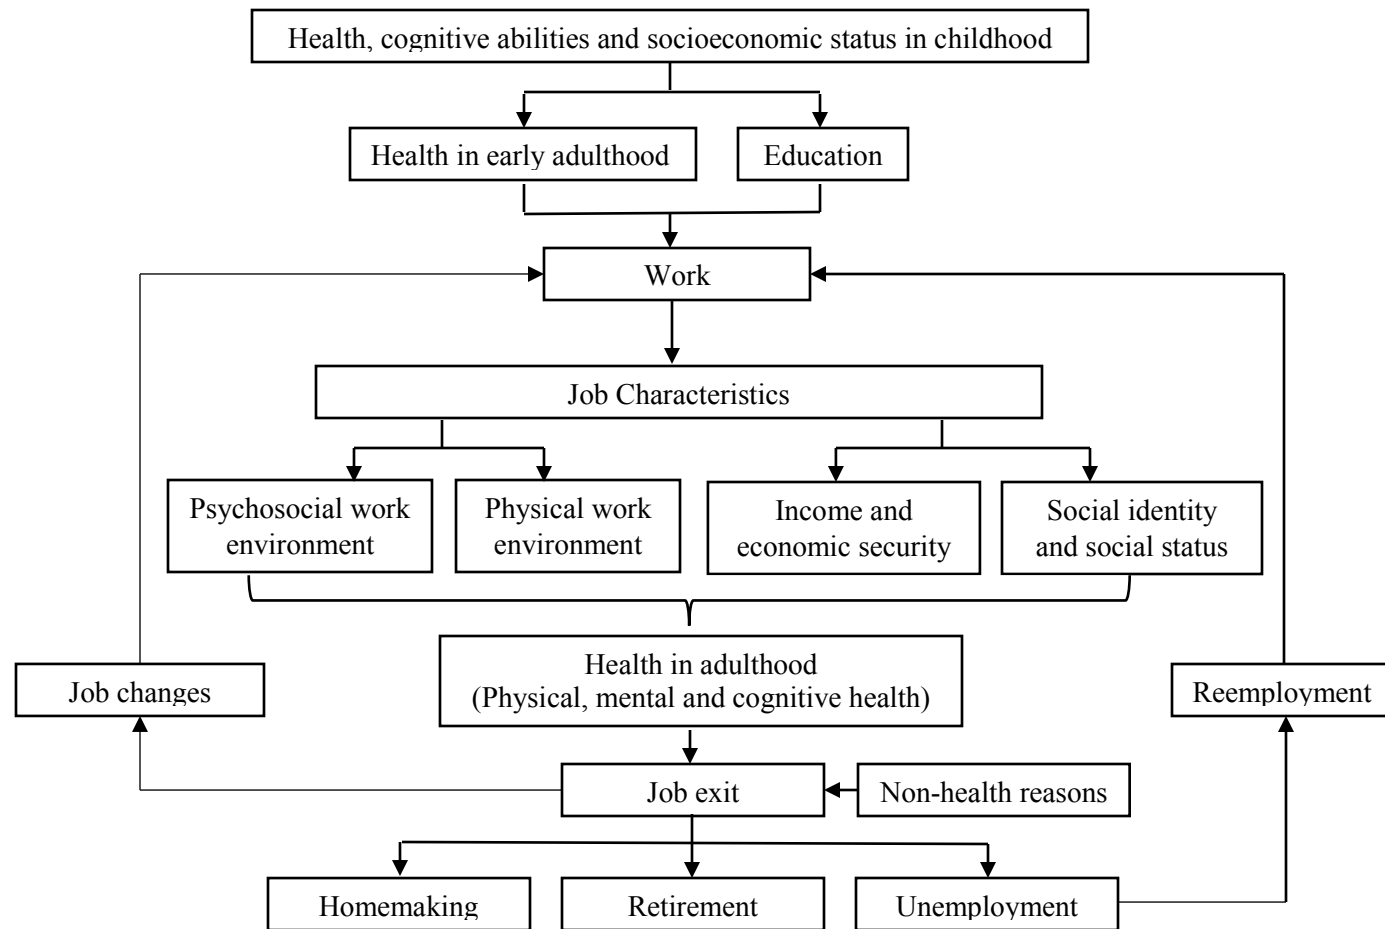 Health, cognitive abilities and socioeconomic status in childhood
Health in early adulthood
Education
Work
Job Characteristics
Psychosocial work
environment
Physical work
environment
Income and
economic security
Social identity
and social status
Health in adulthood
(Physical, mental and cognitive health)
Job changes
Reemployment
Job exit
Non-health reasons
Homemaking
Retirement
Unemployment